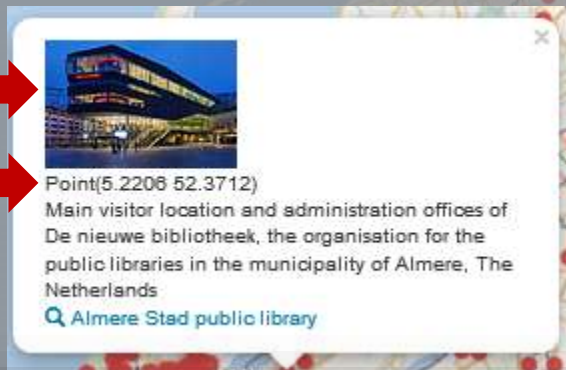 ×
Point(5.2206 52.3712)
Main visitor location and administration offices of
De nieuwe bibliotheek, the organisation for the
public libraries in the municipality of Almere, The
Netherlands
Almere Stad public library